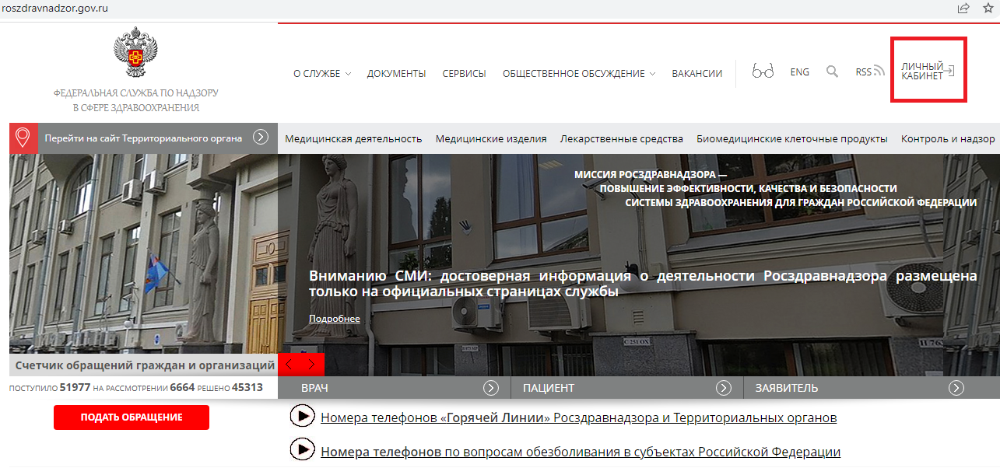 roszdravnadzor.gov.ru
ФЕДЕРАЛЬНАЯ СЛУЖБА ПО НАДЗОРУ
В СФЕРЕ ЗДРАВООХРАНЕНИЯ
О СЛУЖБЕ ДОКУМЕНТЫ СЕРВИСЫ ОБЩЕСТВЕННОЕ ОБСУЖДЕНИЕ ВАКАНСИИ ENG RSS
ЛИЧНЫЙ
КАБИНЕТ
Перейти на сайт Территориального органа
Медицинская деятельность Медицинские изделия Лекарственные средства Биомедицинские клеточные продукты Контроль и надзор
МИССИЯ РОСЗДРАВНАДЗОРА —
ПОВЫШЕНИЕ ЭФФЕКТИВНОСТИ, КАЧЕСТВА И БЕЗОПАСНОСТИ
СИСТЕМЫ ЗДРАВООХРАНЕНИЯ ДЛЯ ГРАЖДАН РОССИЙСКОЙ ФЕДЕРАЦИИ
Вниманию СМИ: достоверная информация о деятельности Росздравнадзора размещена
только на официальных страницах службы
Подробнее
С 251 ОХ
Счетчик обращений граждан и организаций
ПОСТУПИЛО 51977 НА РАССМОТРЕНИИ 6664 РЕШЕНО 45313
ПОДАТЬ ОБРАЩЕНИЕ
ВРАЧ ПАЦИЕНТ ЗАЯВИТЕЛЬ
Номера телефонов «Горячей Линии» Росздравнадзора и Территориальных органов
Номера телефонов по вопросам обезболивания в субъектах Российской Федерации